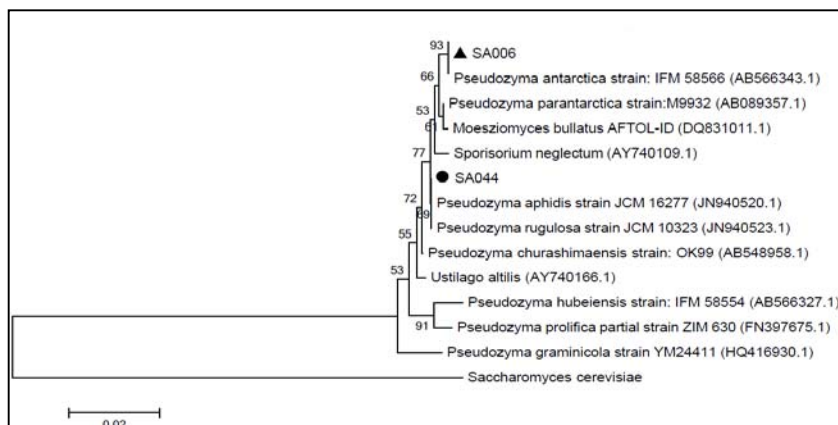 93
SA006
Pseudozyma antarctica strain: IFM 58566 (AB566343.1)
66
Pseudozyma parantarctica strain:M9932 (AB089357.1)
53
61
Moesziomyces bullatus AFTOL-ID (DQ831011.1)
Sporisorium neglectum (AY740109.1)
77
SA044
Pseudozyma aphidis strain JCM 16277 (JN940520.1)
72
69
Pseudozyma rugulosa strain JCM 10323 (JN940523.1)
55
Pseudozyma churashimaensis strain: OK99 (AB548958.1)
53
Ustilago altilis (AY740166.1)
Pseudozyma hubeiensis strain: IFM 58554 (AB566327.1)
91
Pseudozyma prolifica partial strain ZIM 630 (FN397675.1)
Pseudozyma graminicola strain YM24411 (HQ416930.1)
Saccharomyces cerevisiae
0.02